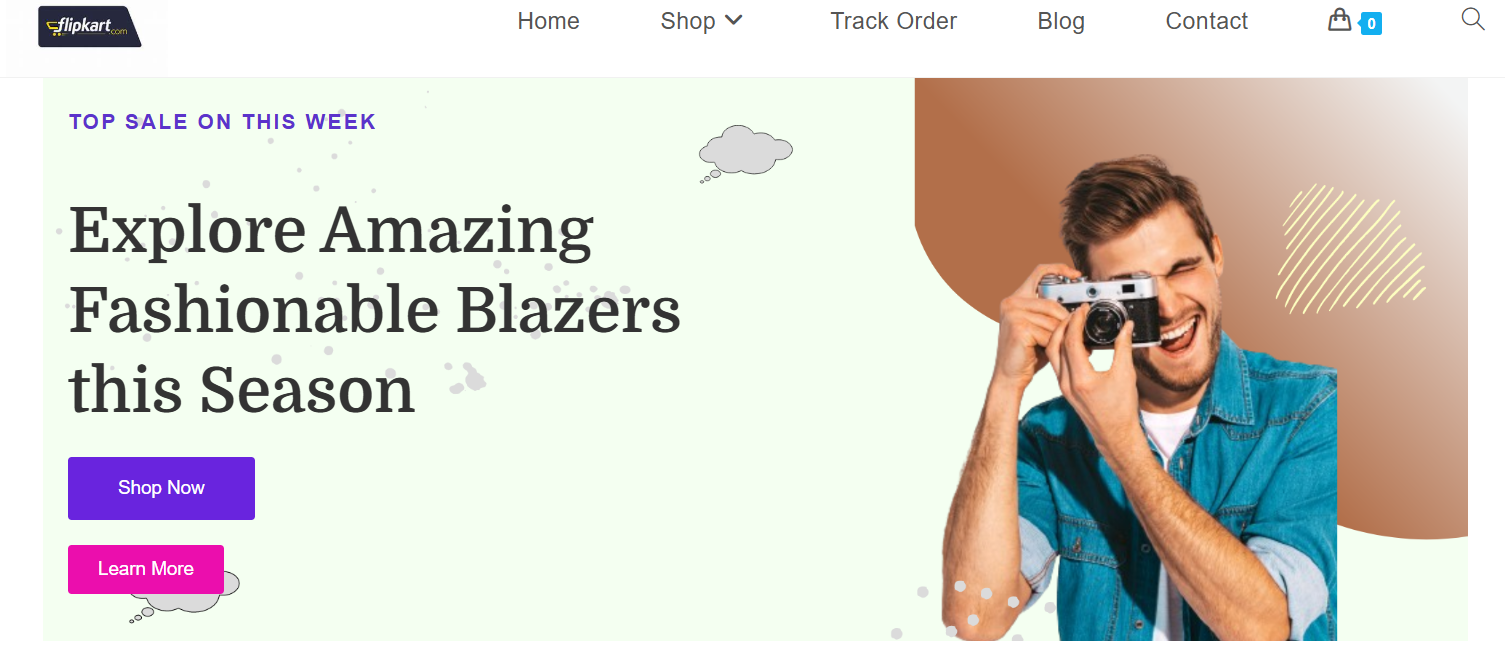 flipkart.com
Home
Shop
Track Order
Blog
Contact
0
TOP SALE ON THIS WEEK
Explore Amazing
Fashionable Blazers
this Season
Shop Now
Learn More